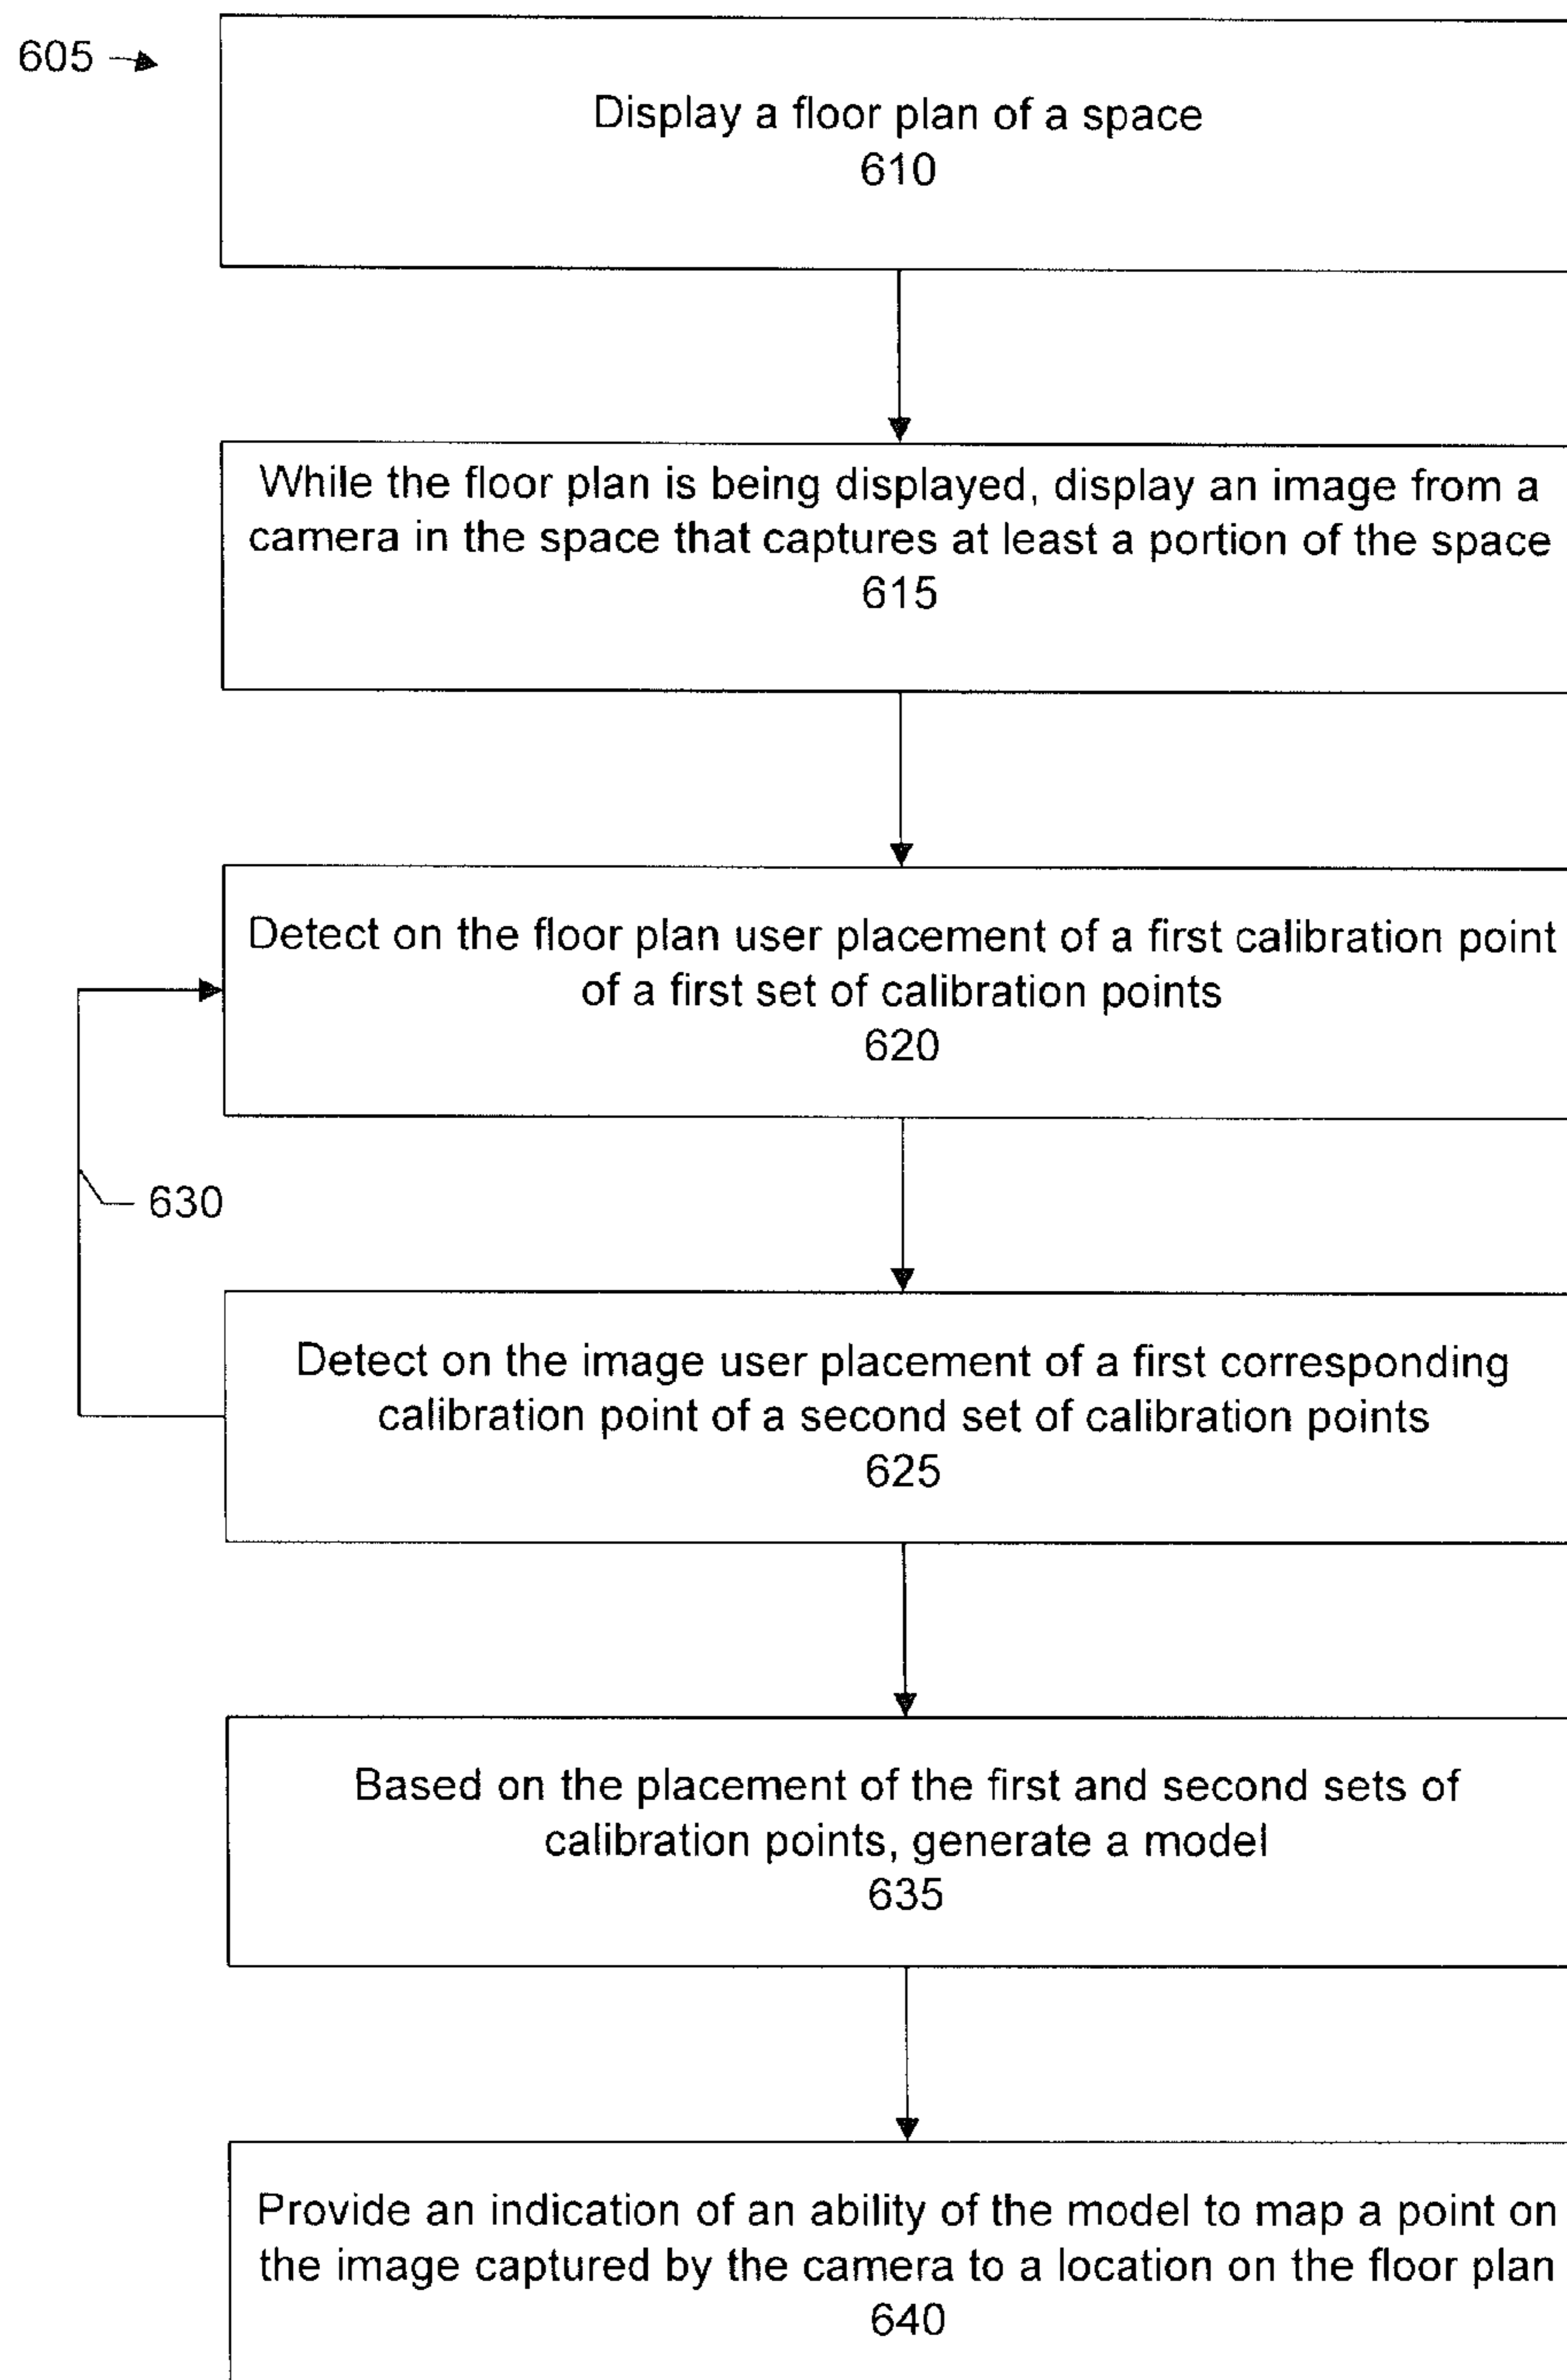 605
Display a floor plan of a space
610
While the floor plan is being displayed, display an image from a
camera in the space that captures at least a portion of the space
615
Detect on the floor plan user placement of a first calibration point
of a first set of calibration points
620
630
Detect on the image user placement of a first corresponding
calibration point of a second set of calibration points
625
Based on the placement of the first and second sets of
calibration points, generate a model
635
Provide an indication of an ability of the model to map a point on
the image captured by the camera to a location on the floor plan
640